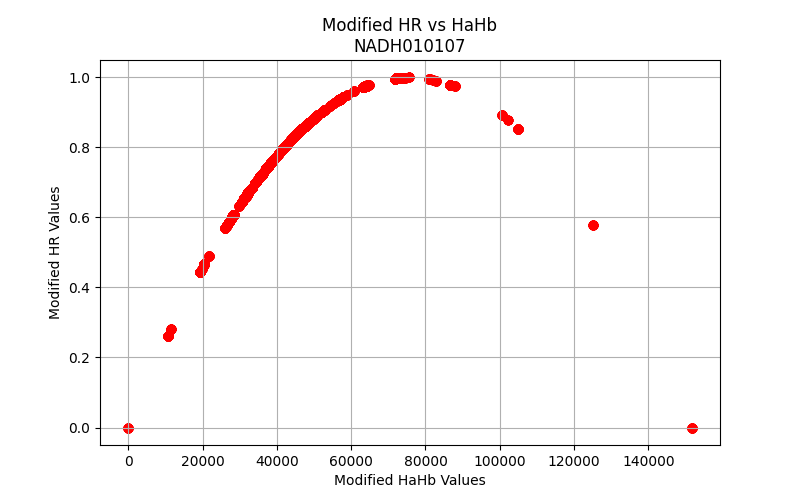 Modified HR vs HaHb
NADH010107
Modified HR Values
1.0
0.8
0.6
0.4
0.2
0.0
0 20000 40000 60000 80000 100000 120000 140000
Modified HaHb Values